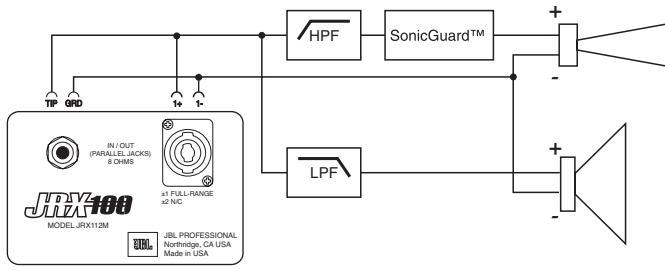 +
HPF
SonicGuard™
-
TIP GRD 1+ 1-
IN / OUT
(PARALLEL JACKS)
8 OHMS
+
LPF
-
±1 FULL-RANGE
±2 N/C
JRX100
MODEL JRX112M
JBL
JBL PROFESSIONAL
Northridge, CA USA
Made in USA